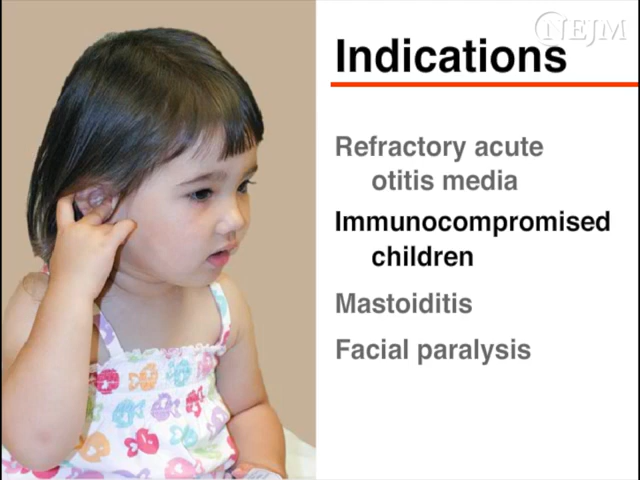 NEJM
Indications
Refractory acute
otitis media
Immunocompromised
children
Mastoiditis
Facial paralysis